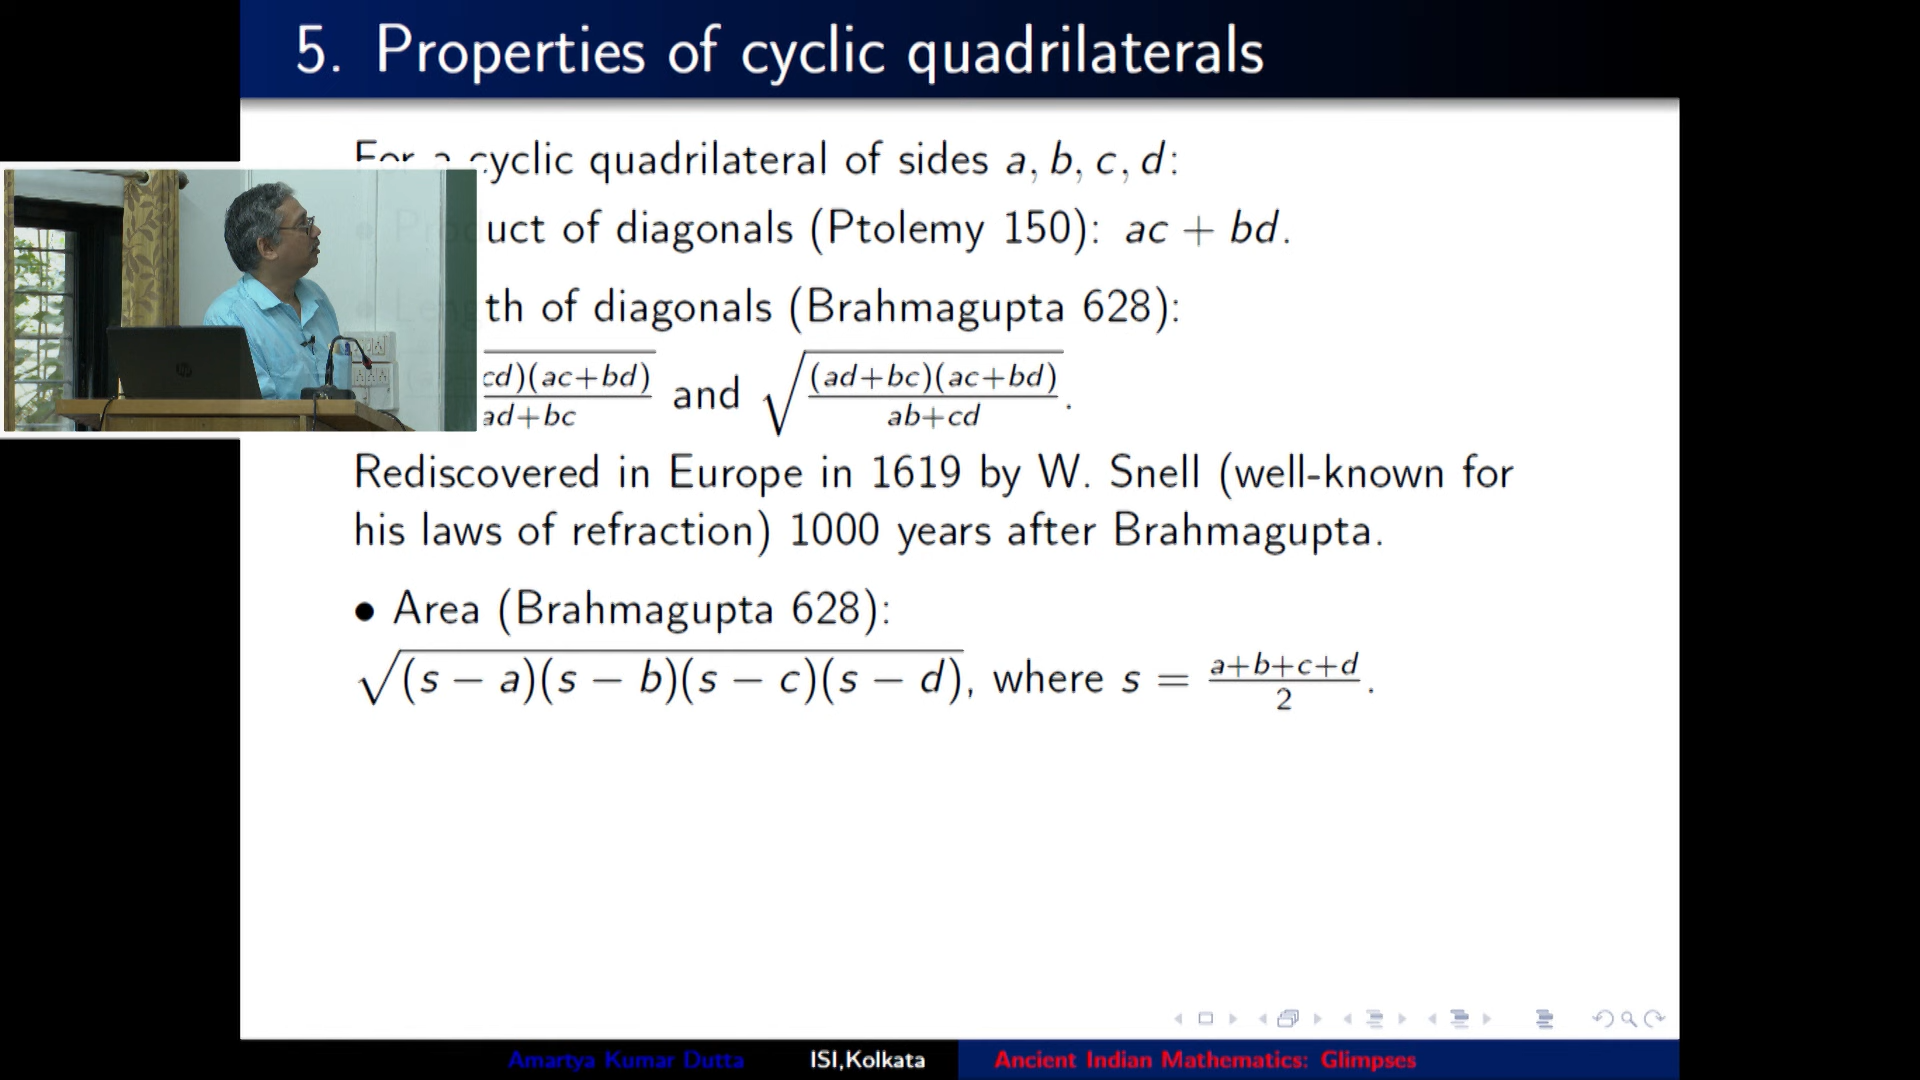 5. Properties of cyclic quadrilaterals
For a cyclic quadrilateral of sides a, b, c, d:
Product of diagonals (Ptolemy 150): ac + bd.
Length of diagonals (Brahmagupta 628):
cd)(ac+bd) / ad+bc and √((ad+bc)(ac+bd) / ab+cd).
Rediscovered in Europe in 1619 by W. Snell (well-known for
his laws of refraction) 1000 years after Brahmagupta.
• Area (Brahmagupta 628):
√(s − a)(s − b)(s − c)(s − d), where s = a+b+c+d / 2.
Amartya Kumar Dutta ISI,Kolkata Ancient Indian Mathematics: Glimpses